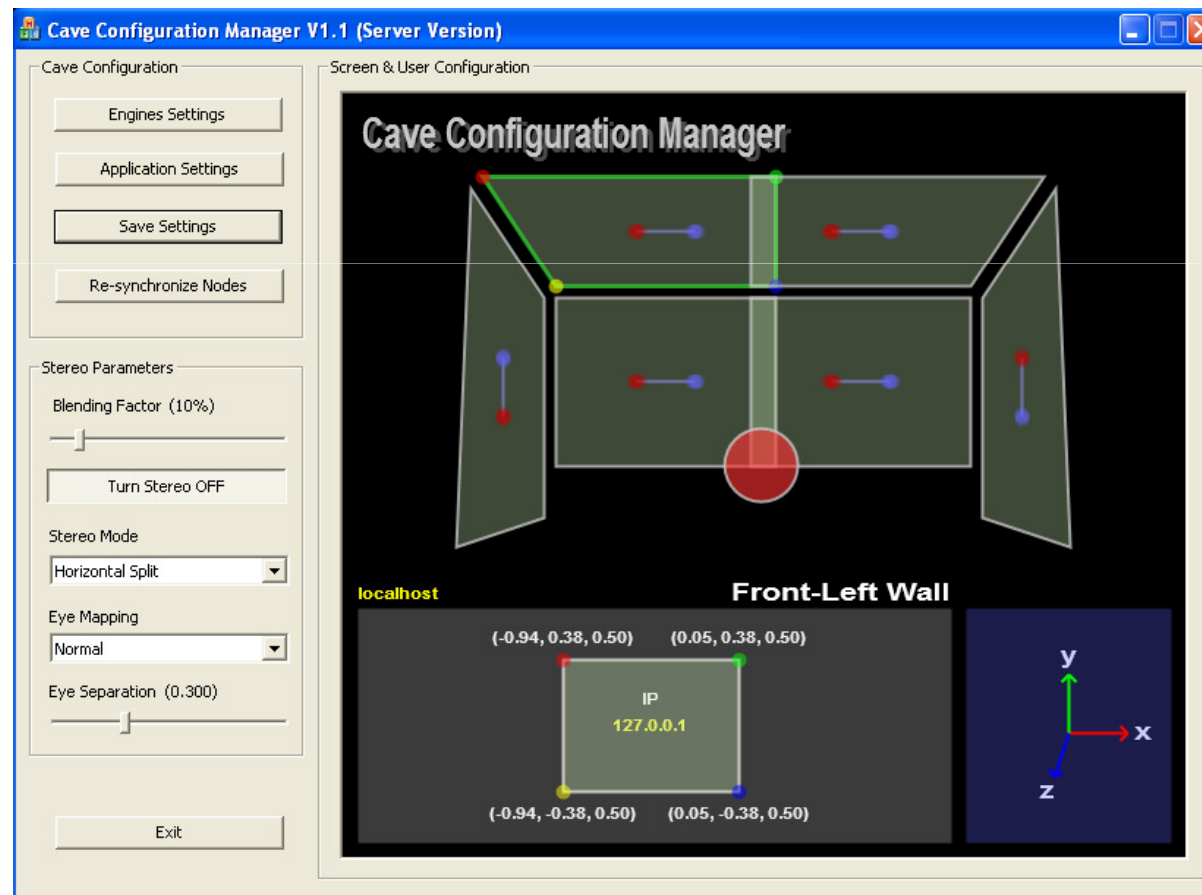 Cave Configuration Manager V1.1 (Server Version)
Cave Configuration
Engines Settings
Application Settings
Save Settings
Re-synchronize Nodes
Stereo Parameters
Blending Factor (10%)
Turn Stereo OFF
Stereo Mode
Horizontal Split
Eye Mapping
Normal
Eye Separation (0.300)
Exit
Screen & User Configuration
Cave Configuration Manager
localhost
Front-Left Wall
(-0.94, 0.38, 0.50) (0.05, 0.38, 0.50)
IP
127.0.0.1
(-0.94, -0.38, 0.50) (0.05, -0.38, 0.50)
y
x
z